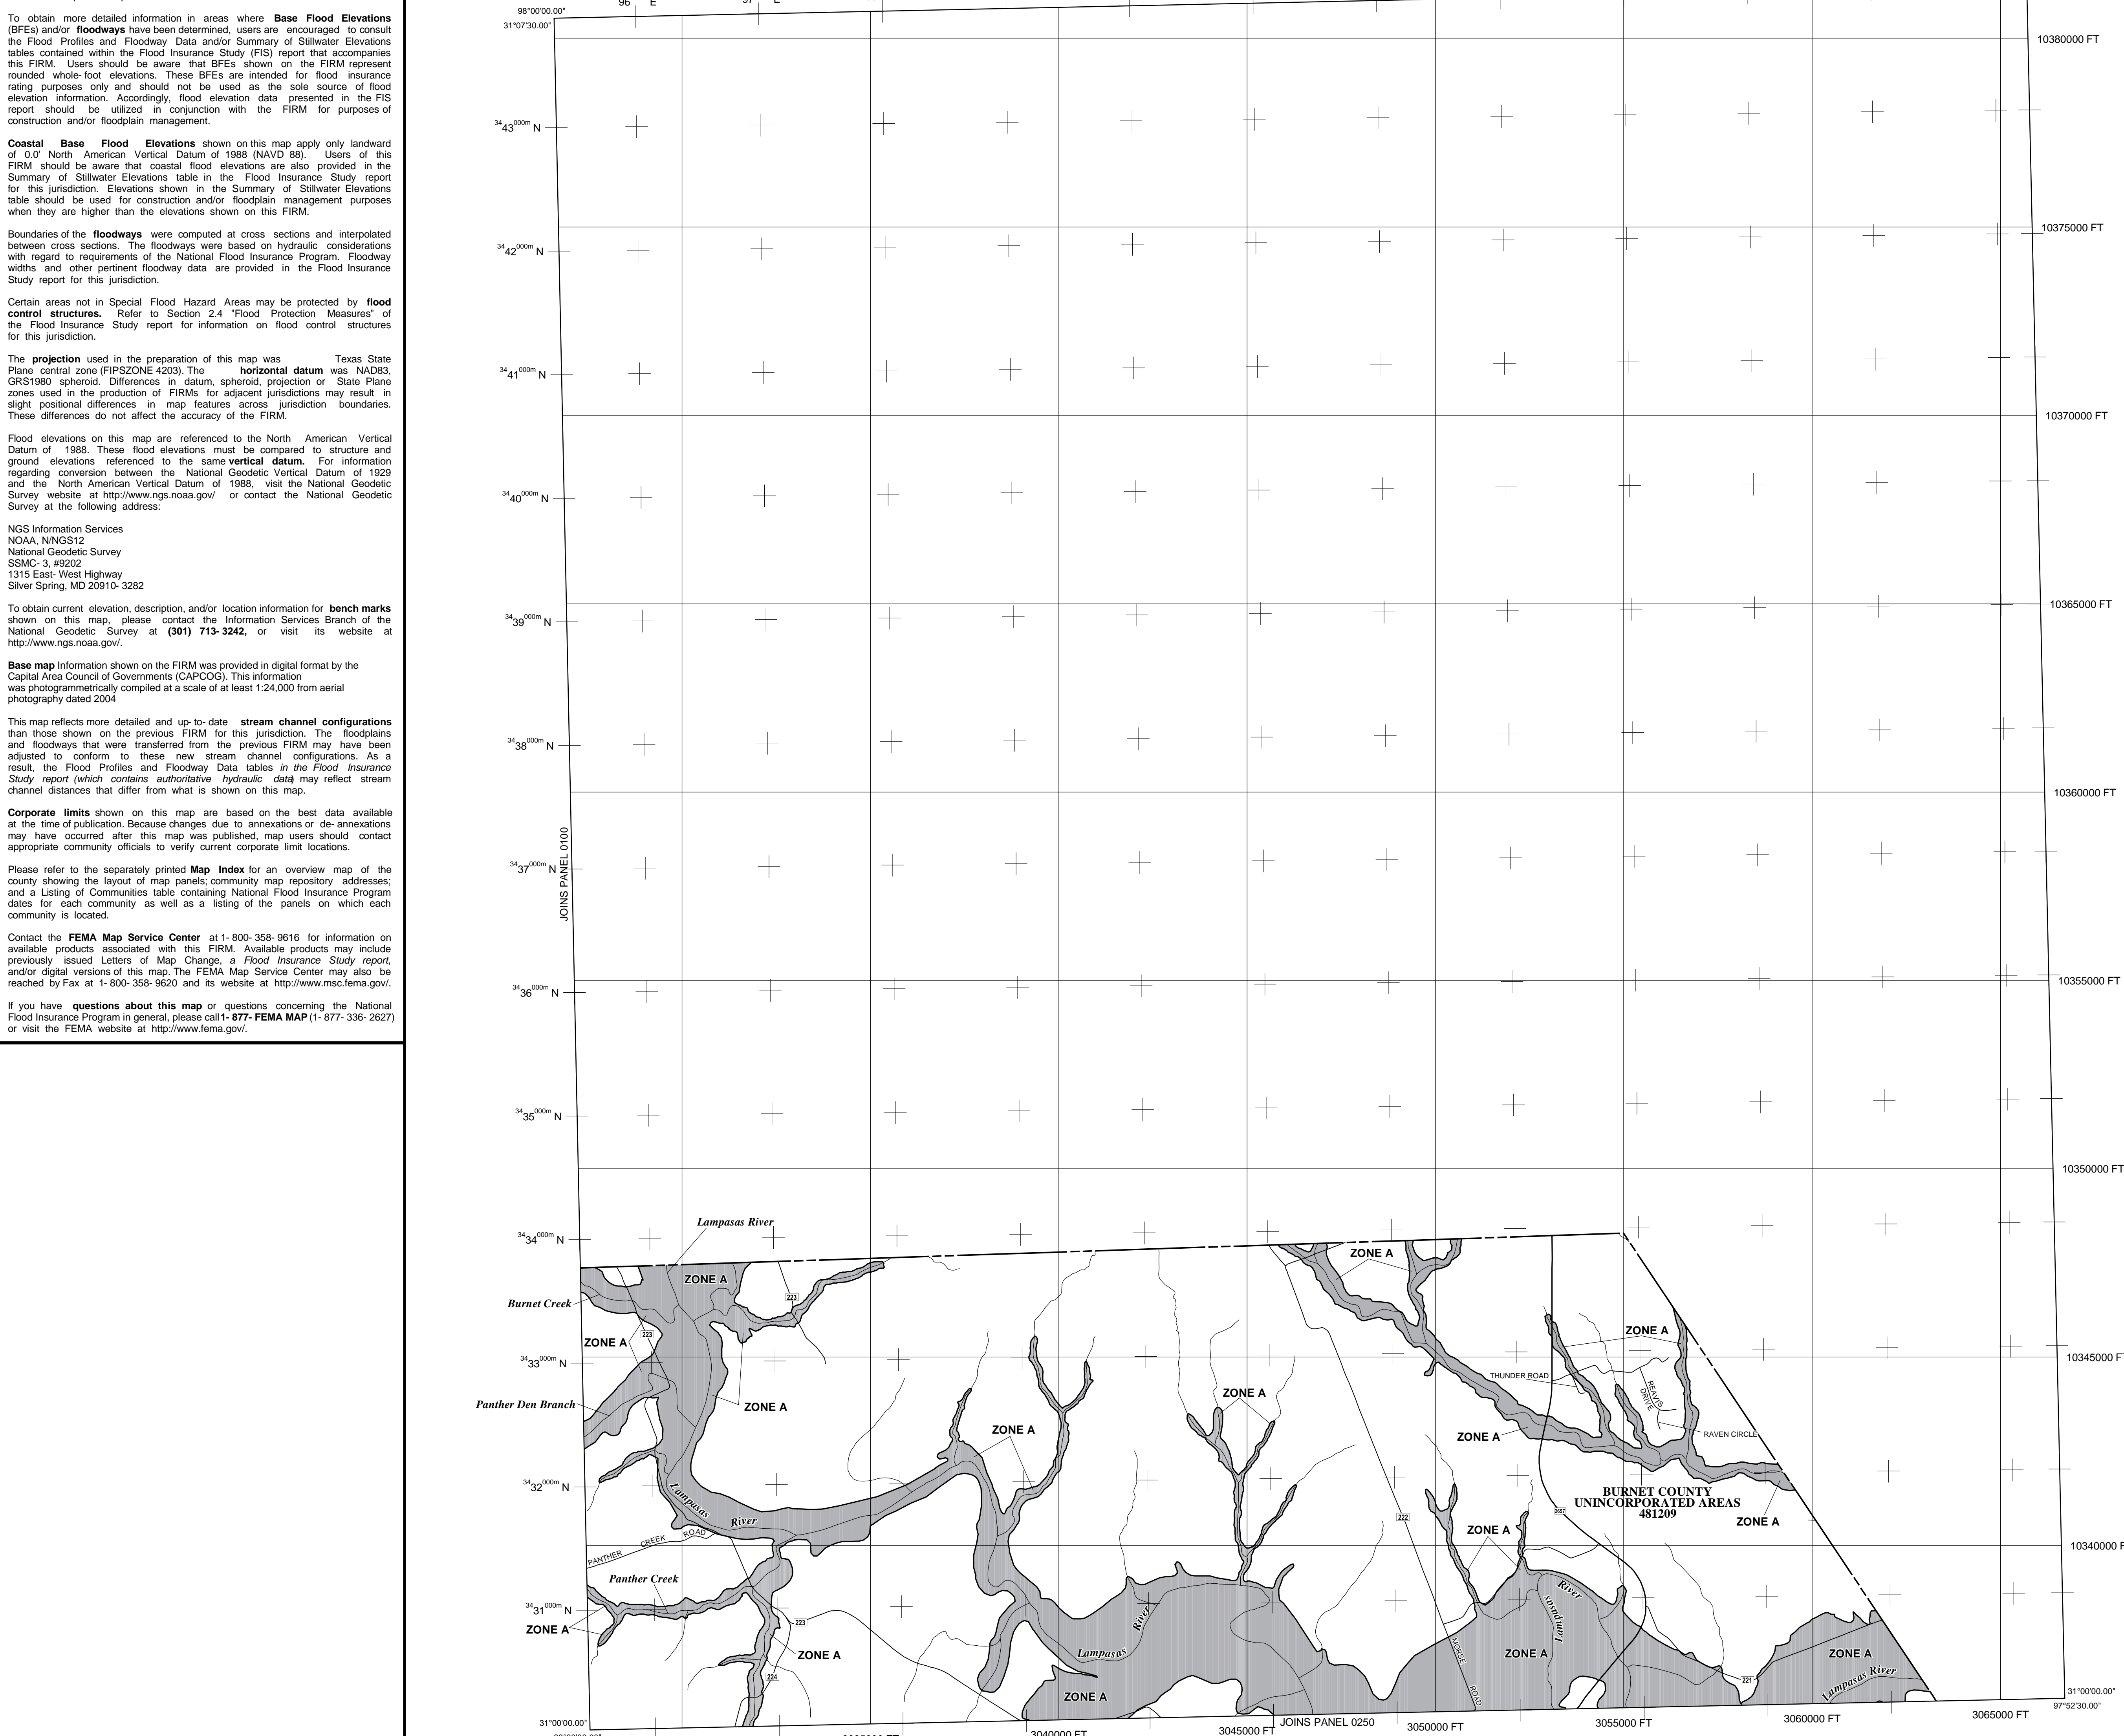 To obtain more detailed information in areas where Base Flood Elevations
(BFEs) and/or floodways have been determined, users are encouraged to consult
the Flood Profiles and Floodway Data and/or Summary of Stillwater Elevations
tables contained within the Flood Insurance Study (FIS) report that accompanies
this FIRM. Users should be aware that BFEs shown on the FIRM represent
rounded whole- foot elevations. These BFEs are intended for flood insurance
rating purposes only and should not be used as the sole source of flood
elevation information. Accordingly, flood elevation data presented in the FIS
report should be utilized in conjunction with the FIRM for purposes of
construction and/or floodplain management.
Coastal Base Flood Elevations shown on this map apply only landward
of 0.0' North American Vertical Datum of 1988 (NAVD 88). Users of this
FIRM should be aware that coastal flood elevations are also provided in the
Summary of Stillwater Elevations table in the Flood Insurance Study report
for this jurisdiction. Elevations shown in the Summary of Stillwater Elevations
table should be used for construction and/or floodplain management purposes
when they are higher than the elevations shown on this FIRM.
Boundaries of the floodways were computed at cross sections and interpolated
between cross sections. The floodways were based on hydraulic considerations
with regard to requirements of the National Flood Insurance Program. Floodway
widths and other pertinent floodway data are provided in the Flood Insurance
Study report for this jurisdiction.
Certain areas not in Special Flood Hazard Areas may be protected by flood
control structures. Refer to Section 2.4 "Flood Protection Measures" of
the Flood Insurance Study report for information on flood control structures
for this jurisdiction.
The projection used in the preparation of this map was Texas State
Plane central zone (FIPSZONE 4203). The horizontal datum was NAD83,
GRS1980 spheroid. Differences in datum, spheroid, projection or State Plane
zones used in the production of FIRMs for adjacent jurisdictions may result in
slight positional differences in map features across jurisdiction boundaries.
These differences do not affect the accuracy of the FIRM.
Flood elevations on this map are referenced to the North American Vertical
Datum of 1988. These flood elevations must be compared to structure and
ground elevations referenced to the same vertical datum. For information
regarding conversion between the National Geodetic Vertical Datum of 1929
and the North American Vertical Datum of 1988, visit the National Geodetic
Survey website at http://www.ngs.noaa.gov/ or contact the National Geodetic
Survey at the following address:
NGS Information Services
NOAA, N/NGS12
National Geodetic Survey
SSMC- 3, #9202
1315 East- West Highway
Silver Spring, MD 20910- 3282
To obtain current elevation, description, and/or location information for bench marks
shown on this map, please contact the Information Services Branch of the
National Geodetic Survey at (301) 713- 3242, or visit its website at
http://www.ngs.noaa.gov/.
Base map Information shown on the FIRM was provided in digital format by the
Capital Area Council of Governments (CAPCOG). This information
was photogrammetrically compiled at a scale of at least 1:24,000 from aerial
photography dated 2004
This map reflects more detailed and up- to- date stream channel configurations
than those shown on the previous FIRM for this jurisdiction. The floodplains
and floodways that were transferred from the previous FIRM may have been
adjusted to conform to these new stream channel configurations. As a
result, the Flood Profiles and Floodway Data tables in the Flood Insurance
Study report (which contains authoritative hydraulic data) may reflect stream
channel distances that differ from what is shown on this map.
Corporate limits shown on this map are based on the best data available
at the time of publication. Because changes due to annexations or de- annexations
may have occurred after this map was published, map users should contact
appropriate community officials to verify current corporate limit locations.
Please refer to the separately printed Map Index for an overview map of the
county showing the layout of map panels; community map repository addresses;
and a Listing of Communities table containing National Flood Insurance Program
dates for each community as well as a listing of the panels on which each
community is located.
Contact the FEMA Map Service Center at 1- 800- 358- 9616 for information on
available products associated with this FIRM. Available products may include
previously issued Letters of Map Change, a Flood Insurance Study report,
and/or digital versions of this map. The FEMA Map Service Center may also be
reached by Fax at 1- 800- 358- 9620 and its website at http://www.msc.fema.gov/.
If you have questions about this map or questions concerning the National
Flood Insurance Program in general, please call 1- 877- FEMA MAP (1- 877- 336- 2627)
or visit the FEMA website at http://www.fema.gov/.
98°00'00.00"
31°07'30.00"
96 E
10380000 FT
3443000m N
10375000 FT
3442000m N
3441000m N
10370000 FT
3440000m N
10365000 FT
3439000m N
3438000m N
10360000 FT
JOINS PANEL 0100
3437000m N
10355000 FT
3436000m N
3435000m N
10350000 FT
Lampasas River
3434000m N
ZONE A
ZONE A
Burnet Creek
223
ZONE A
223
ZONE A
3433000m N
10345000 FT
THUNDER ROAD
REAVIS
DRIVE
ZONE A
Panther Den Branch
ZONE A
ZONE A
ZONE A
RAVEN CIRCLE
3432000m N
Lampasas
River
BURNET COUNTY
UNINCORPORATED AREAS
481209
2657
222
ZONE A
ZONE A
PANTHER CREEK ROAD
10340000 F
Panther Creek
River
Lampasas
3431000m N
ZONE A
223
River
Lampasas
ZONE A
MORSE
ROAD
ZONE A
ZONE A
224
221
ZONE A
Lampasas River
31°00'00.00"
97°52'30.00"
31°00'00.00"
3040000 FT
3045000 FT
JOINS PANEL 0250
3050000 FT
3055000 FT
3060000 FT
3065000 FT